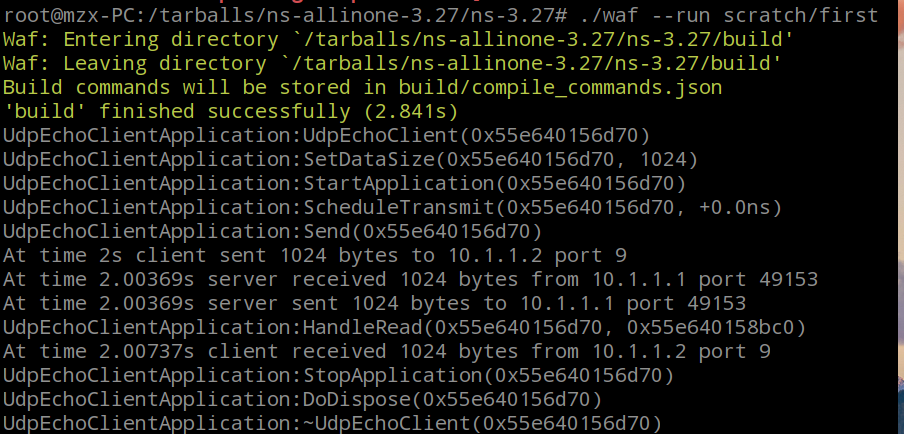 root@mzx-PC:/tarballs/ns-allinone-3.27/ns-3.27# ./waf --run scratch/first
Waf: Entering directory `/tarballs/ns-allinone-3.27/ns-3.27/build'
Waf: Leaving directory `/tarballs/ns-allinone-3.27/ns-3.27/build'
Build commands will be stored in build/compile_commands.json
'build' finished successfully (2.841s)
UdpEchoClientApplication:UdpEchoClient(0x55e640156d70)
UdpEchoClientApplication:SetDataSize(0x55e640156d70, 1024)
UdpEchoClientApplication:StartApplication(0x55e640156d70)
UdpEchoClientApplication:ScheduleTransmit(0x55e640156d70, +0.0ns)
UdpEchoClientApplication:Send(0x55e640156d70)
At time 2s client sent 1024 bytes to 10.1.1.2 port 9
At time 2.00369s server received 1024 bytes from 10.1.1.1 port 49153
At time 2.00369s server sent 1024 bytes to 10.1.1.1 port 49153
UdpEchoClientApplication:HandleRead(0x55e640156d70, 0x55e640158bc0)
At time 2.00737s client received 1024 bytes from 10.1.1.2 port 9
UdpEchoClientApplication:StopApplication(0x55e640156d70)
UdpEchoClientApplication:DoDispose(0x55e640156d70)
UdpEchoClientApplication:~UdpEchoClient(0x55e640156d70)